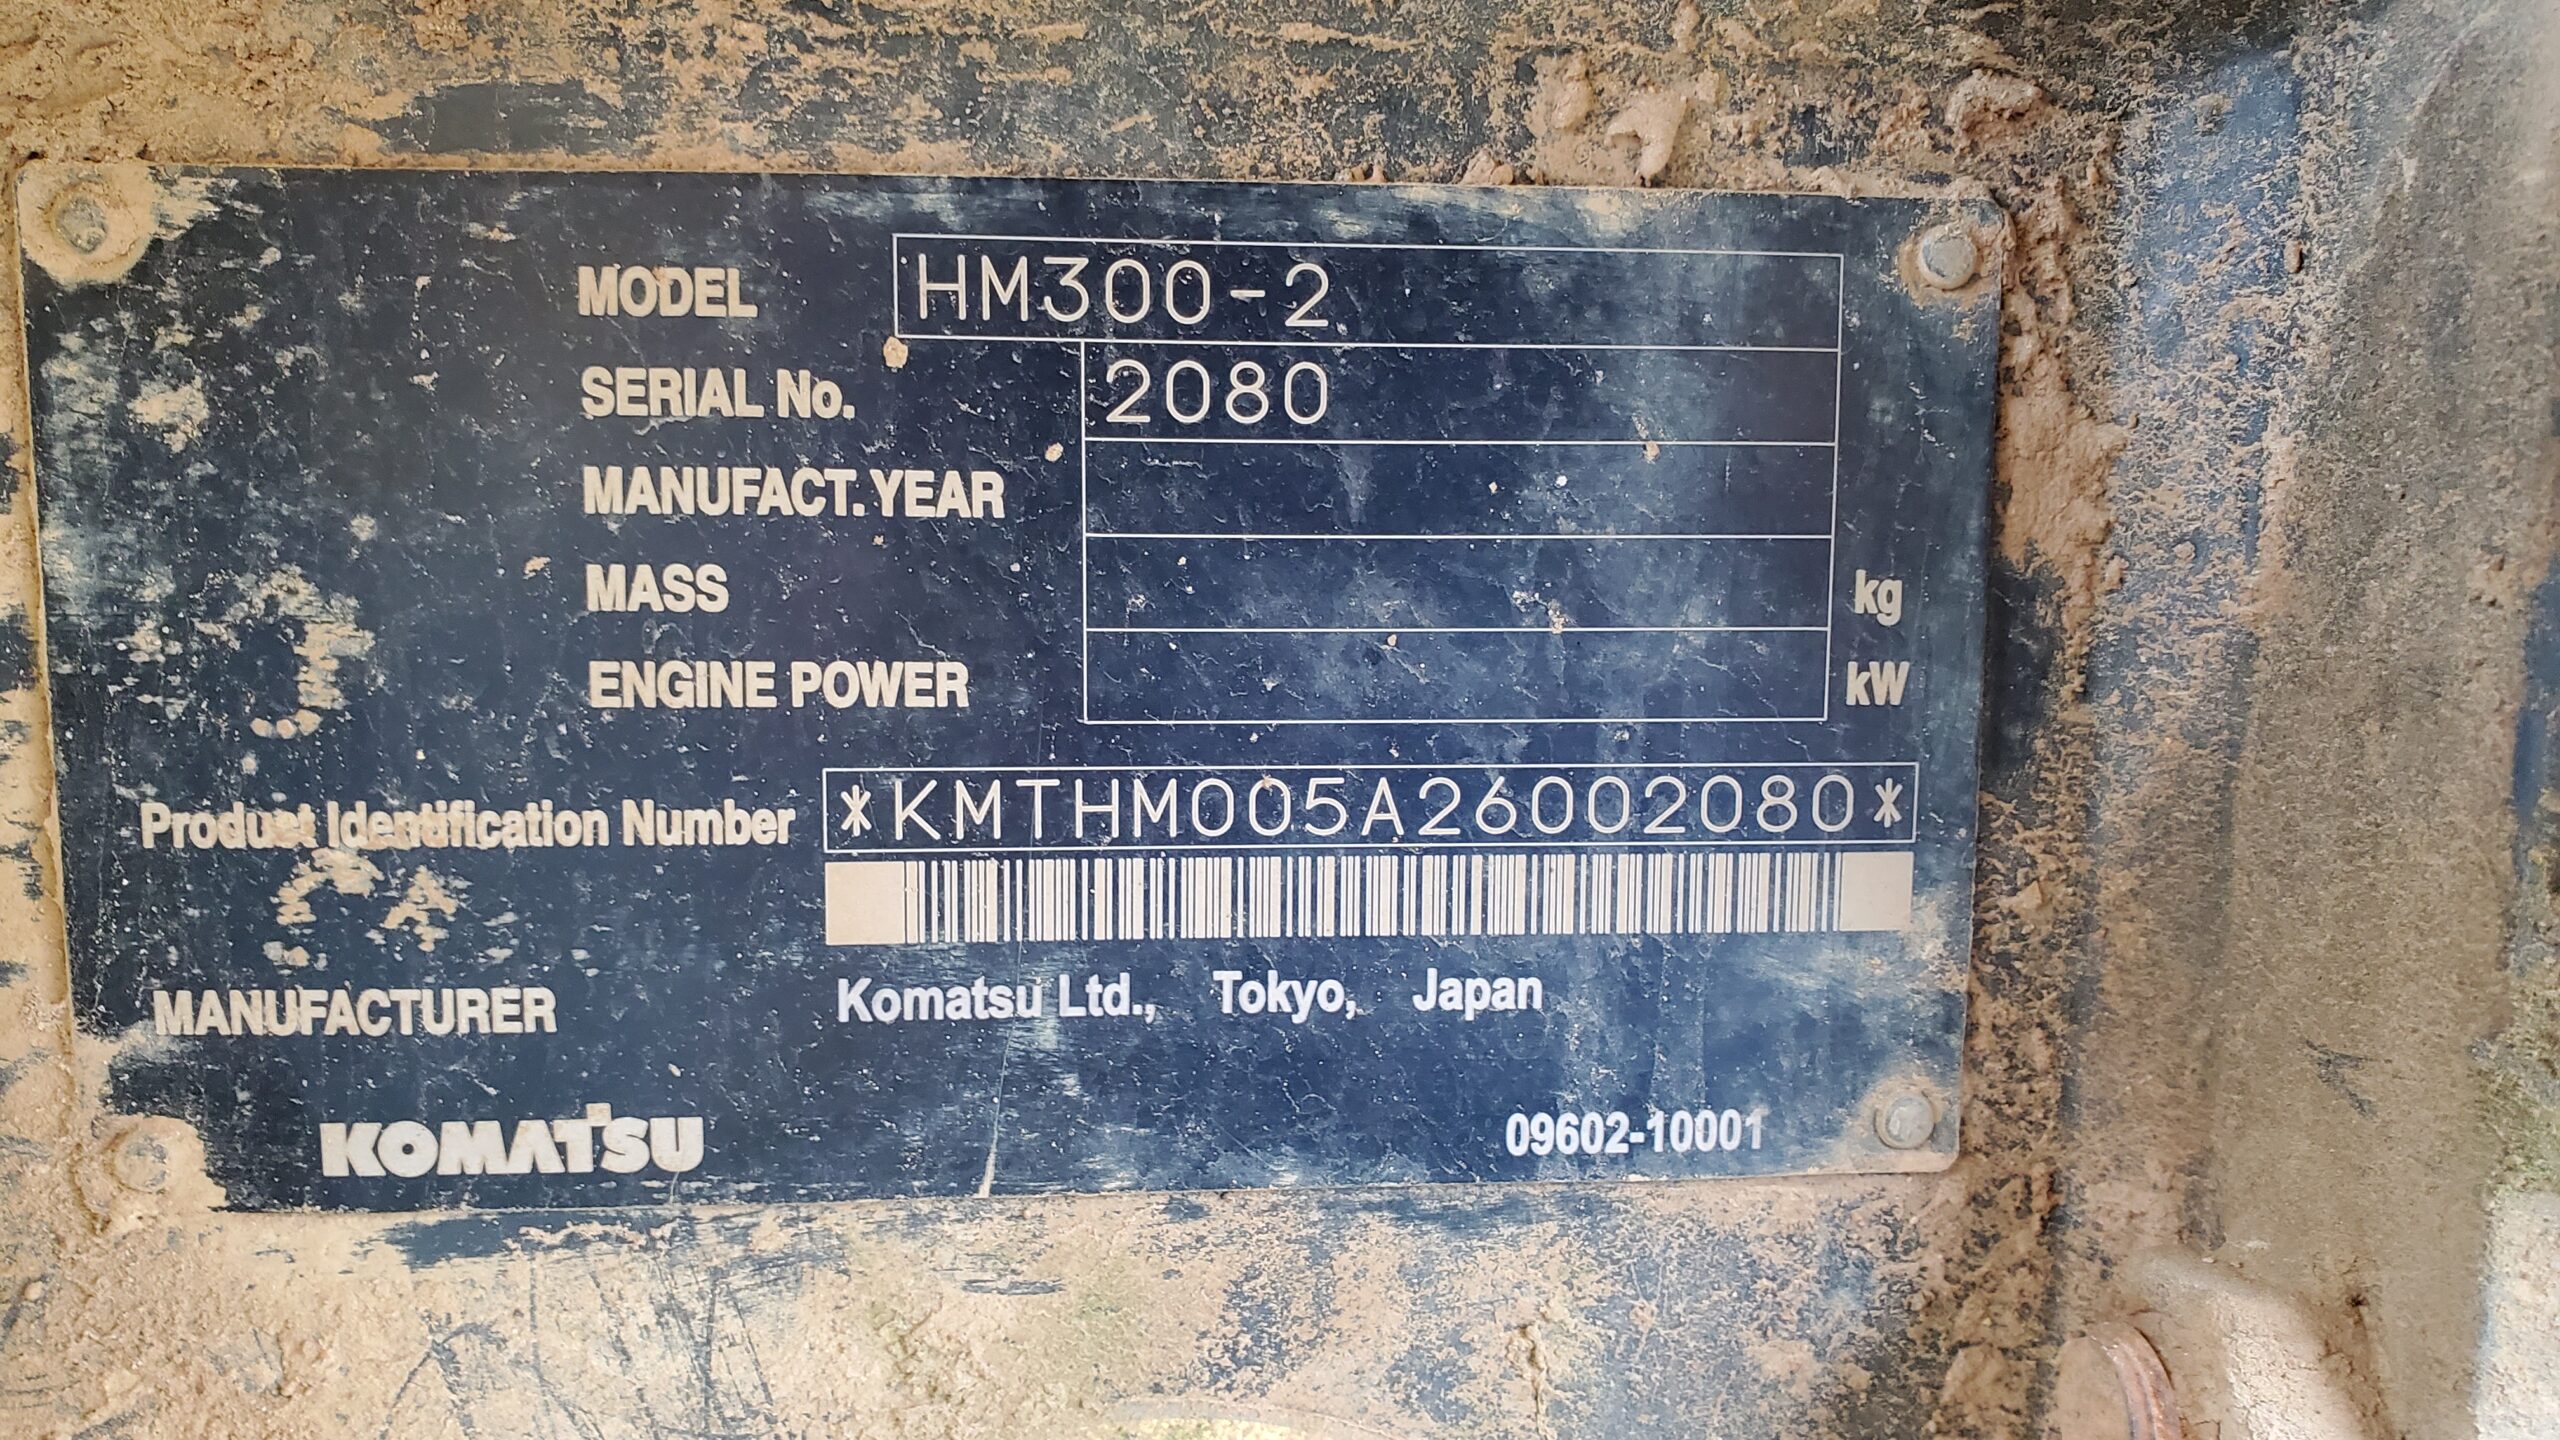 MODEL HM300-2
SERIAL No. 2080
MANUFACT. YEAR
MASS kg
ENGINE POWER kW
Product Identification Number *KMTHM005A26002080*
MANUFACTURER Komatsu Ltd., Tokyo, Japan
KOMATSU 09602-10001